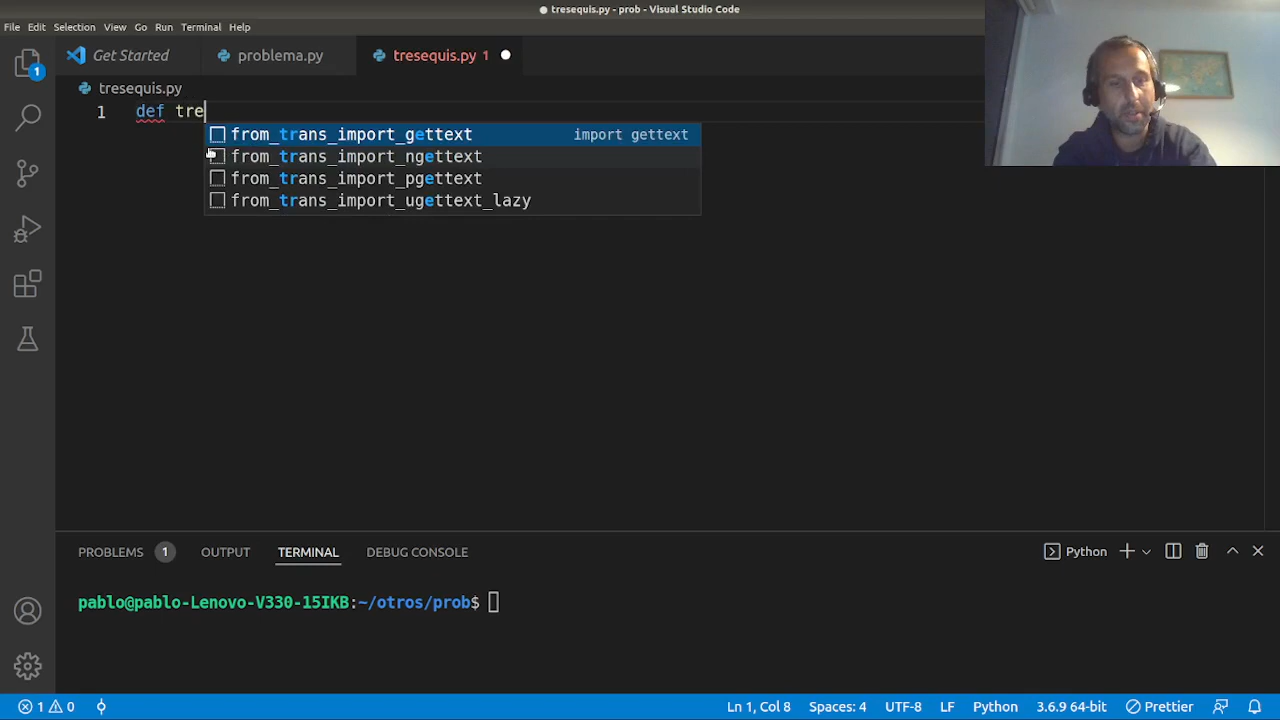 ● tresequis.py - prob - Visual Studio Code
File Edit Selection View Go Run Terminal Help
Get Started problema.py tresequis.py 1 ●
tresequis.py
1 def tre
from_trans_import_gettext import gettext
from_trans_import_ngettext
from_trans_import_pgettext
from_trans_import_ugettext_lazy
1
PROBLEMS 1 OUTPUT TERMINAL DEBUG CONSOLE Python
pablo@pablo-Lenovo-V330-15IKB:~/otros/prob$
1 0 Ln 1, Col 8 Spaces: 4 UTF-8 LF Python 3.6.9 64-bit Prettier